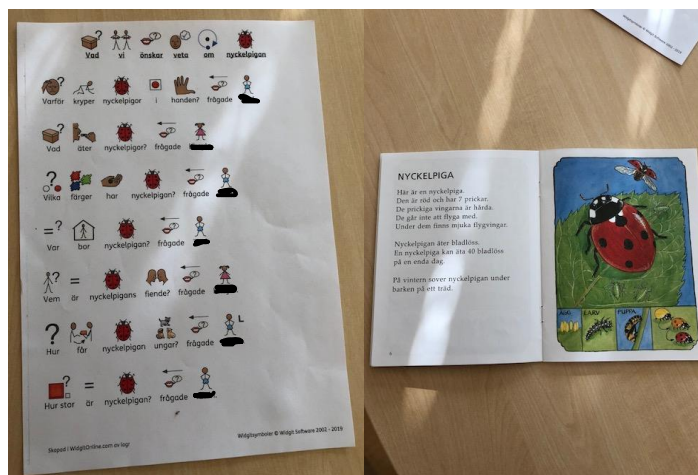 Vad vi önskar veta om nyckelpigan
Varför kryper nyckelpigor i handen? frågade
Vad äter nyckelpigor? frågade
Vilka färger har nyckelpigan? frågade
Var bor nyckelpigan? frågade
Vem är nyckelpigans fiende? frågade
L
Hur får nyckelpigan ungar? frågade
Hur stor är nyckelpigan? frågade
Skapad i WidgitOnline.com av
Widgitsymboler © Widgit Software 2002 - 2019
NYCKELPIGA
Här är en nyckelpiga.
Den är röd och har 7 prickar.
De prickiga vingarna är hårda.
De går inte att flyga med.
Under dem finns mjuka flygvingar.
Nyckelpigan äter bladlöss.
En nyckelpiga kan äta 40 bladlöss
på en enda dag.
På vintern sover nyckelpigan under
barken på ett träd.
ÄGG LARV PUPPA